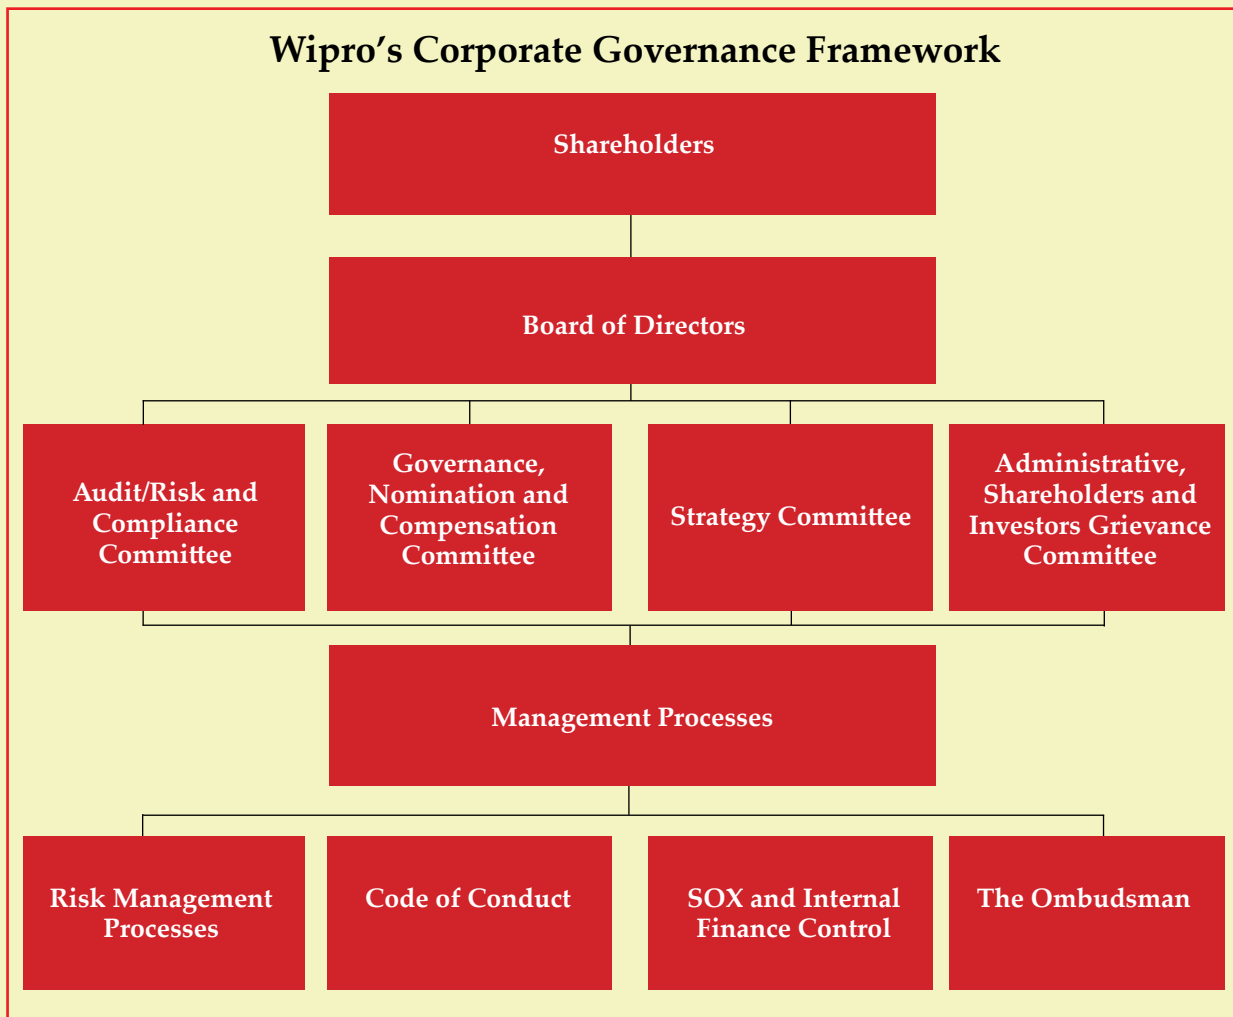 Wipro’s Corporate Governance Framework
Shareholders
Board of Directors
Audit/Risk and
Compliance
Committee
Governance,
Nomination and
Compensation
Committee
Strategy Committee
Administrative,
Shareholders and
Investors Grievance
Committee
Management Processes
Risk Management
Processes
Code of Conduct
SOX and Internal
Finance Control
The Ombudsman